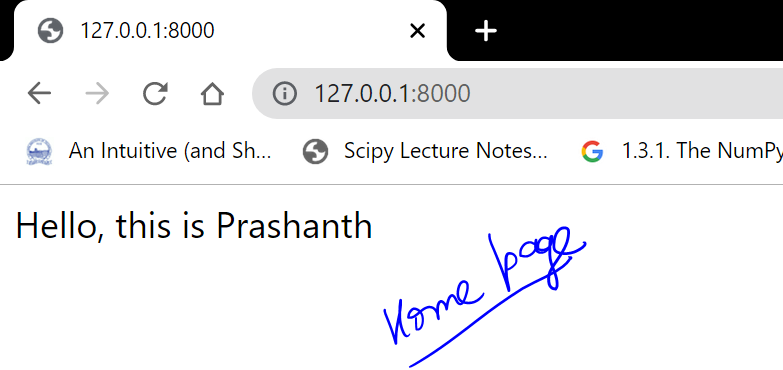 127.0.0.1:8000
127.0.0.1:8000
An Intuitive (and Sh... Scipy Lecture Notes... 1.3.1. The NumPy
Hello, this is Prashanth
Home page